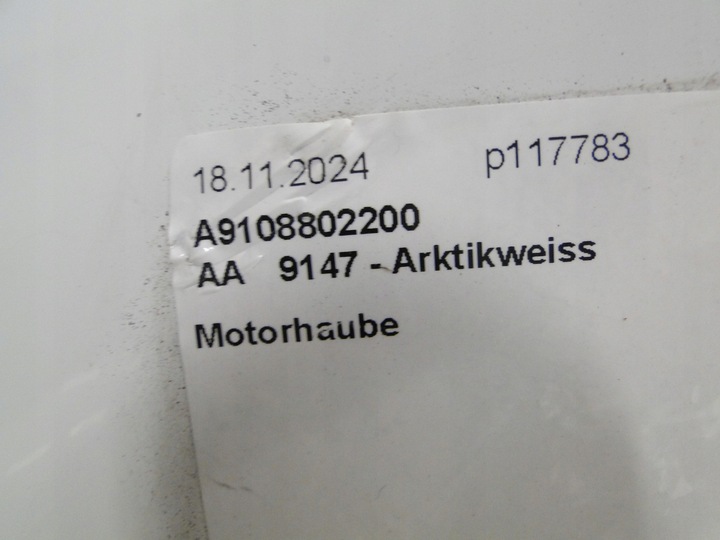 18.11.2024 p117783
A9108802200
AA 9147 - Arktikweiss
Motorhaube